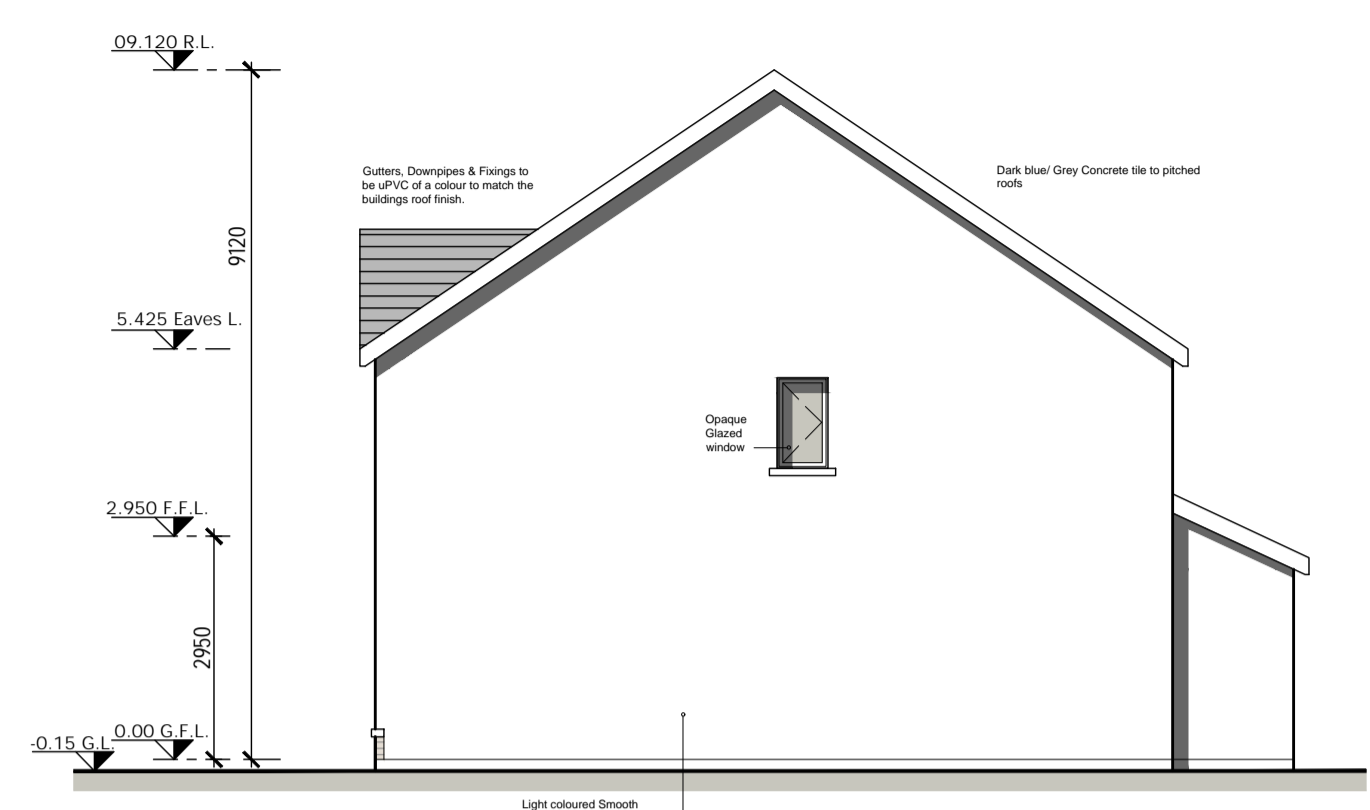 09.120 R.L.
Gutters, Downpipes & Fixings to
be uPVC of a colour to match the
buildings roof finish.
Dark blue/ Grey Concrete tile to pitched
roofs
9120
5.425 Eaves L.
Opaque
Glazed
window
2.950 F.F.L.
2950
0.00 G.F.L.
-0.15 G.L.
Light coloured Smooth